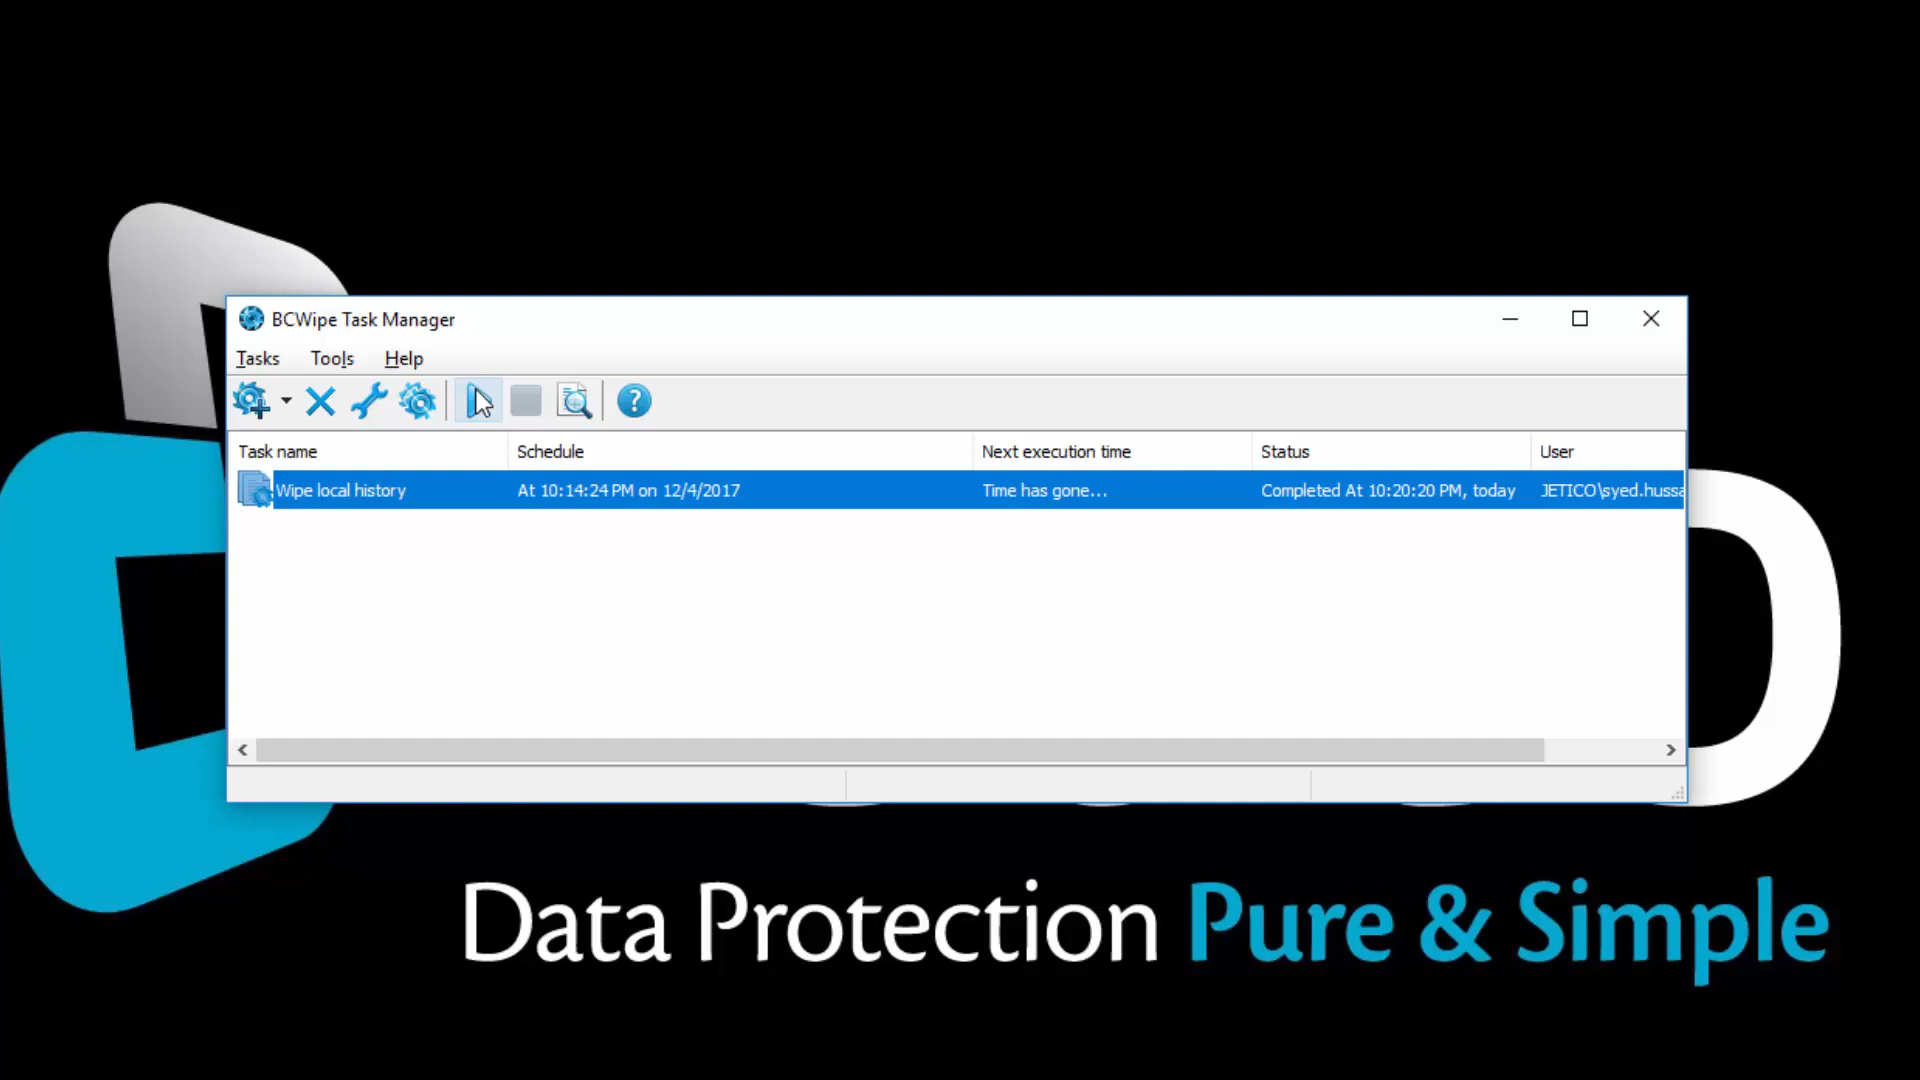 BCWipe Task Manager
Tasks Tools Help
Task name Schedule Next execution time Status User
Wipe local history At 10:14:24 PM on 12/4/2017 Time has gone... Completed At 10:20:20 PM, today JETICO\syed.hussa
Data Protection Pure & Simple